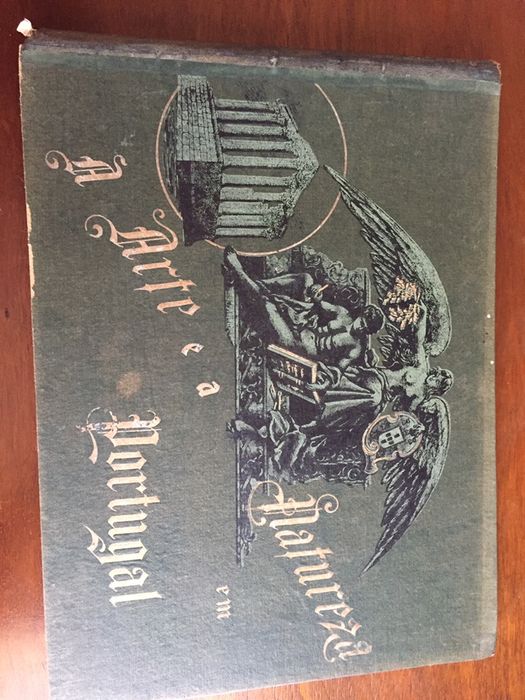 A Arte e a
Natureza
em
Portugal